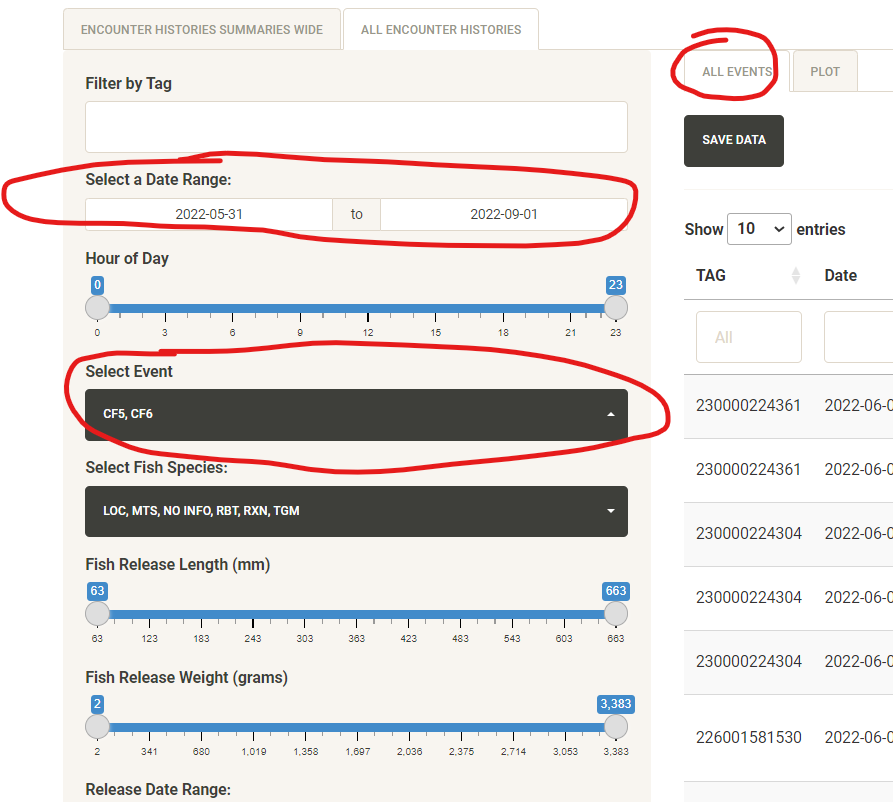 ENCOUNTER HISTORIES SUMMARIES WIDE
ALL ENCOUNTER HISTORIES
Filter by Tag
Select a Date Range:
2022-05-31 to 2022-09-01
Hour of Day
0 23
0 3 6 9 12 15 18 21 23
Select Event
CF5, CF6
Select Fish Species:
LOC, MTS, NO INFO, RBT, RXN, TGM
Fish Release Length (mm)
63 663
63 123 183 243 303 363 423 483 543 603 663
Fish Release Weight (grams)
2 3,383
2 341 680 1,019 1,358 1,697 2,036 2,375 2,714 3,053 3,383
Release Date Range:
ALL EVENTS
PLOT
SAVE DATA
Show 10 entries
TAG Date
All
230000224361 2022-06-0
230000224361 2022-06-0
230000224304 2022-06-0
230000224304 2022-06-0
230000224304 2022-06-0
226001581530 2022-06-0